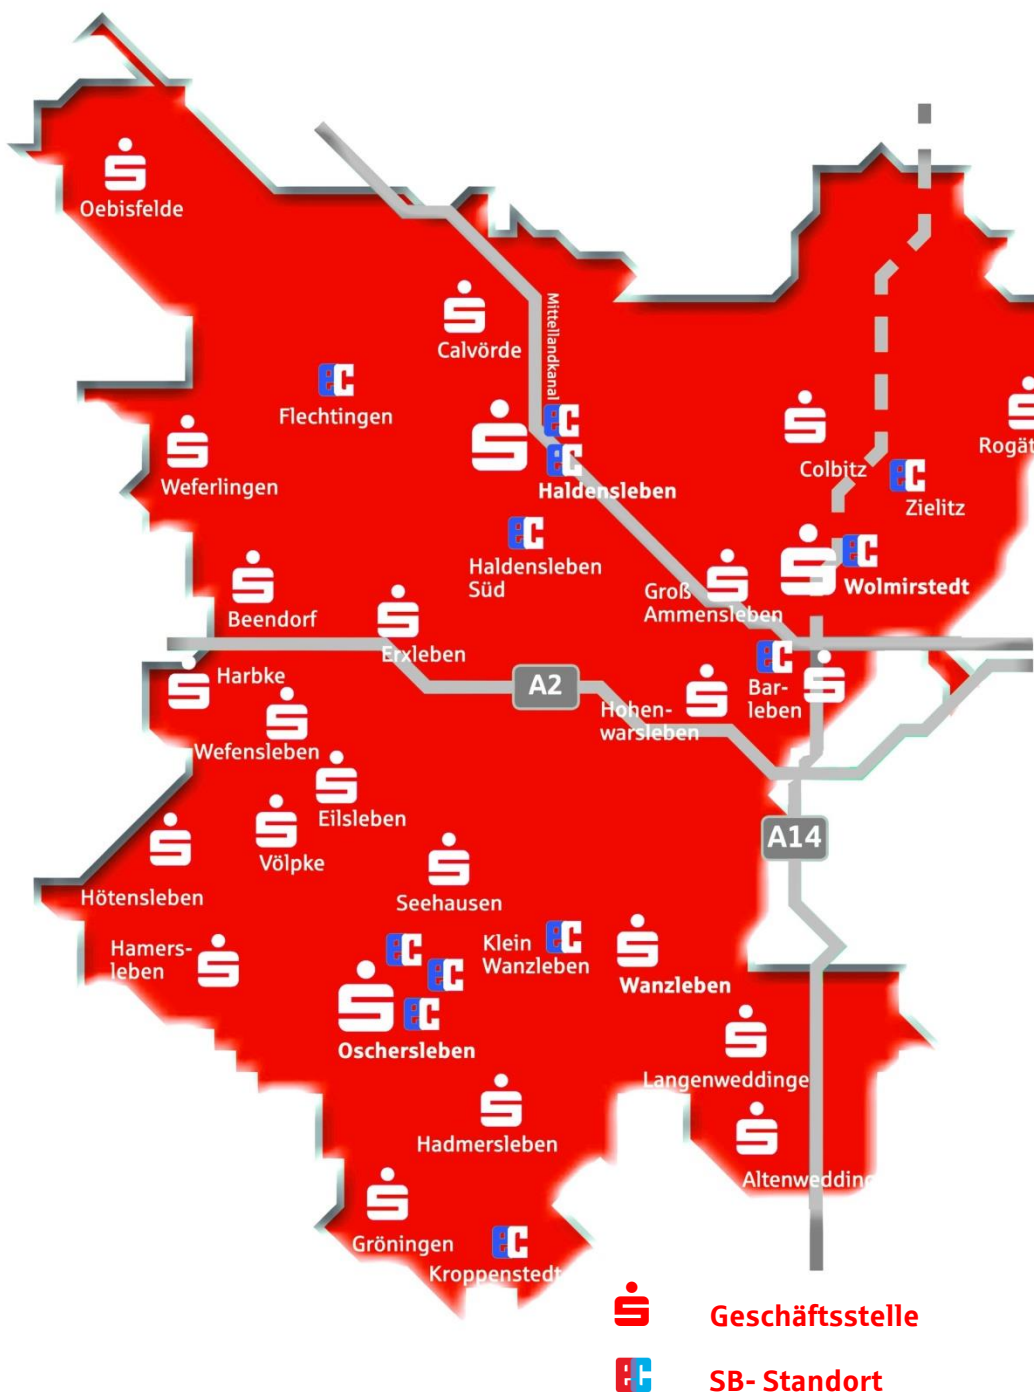 Oebisfelde
Calvörde
Mittellandkanal
Flechtingen
Weferlingen
Haldensleben
Colbitz
Rogät
Zielitz
Haldensleben
Süd
Wolmirstedt
Groß
Ammensleben
Beendorf
Erxleben
Harbke
A2
Bar-
leben
Hohen-
warsleben
Wefensleben
Eilsleben
Völpke
A14
Hötensleben
Seehausen
Hamers-
leben
Klein
Wanzleben
Wanzleben
Oschersleben
Langenweddinge
Hadmersleben
Altenweddin
Gröningen
Kroppenstedt
Geschäftsstelle
SB- Standort